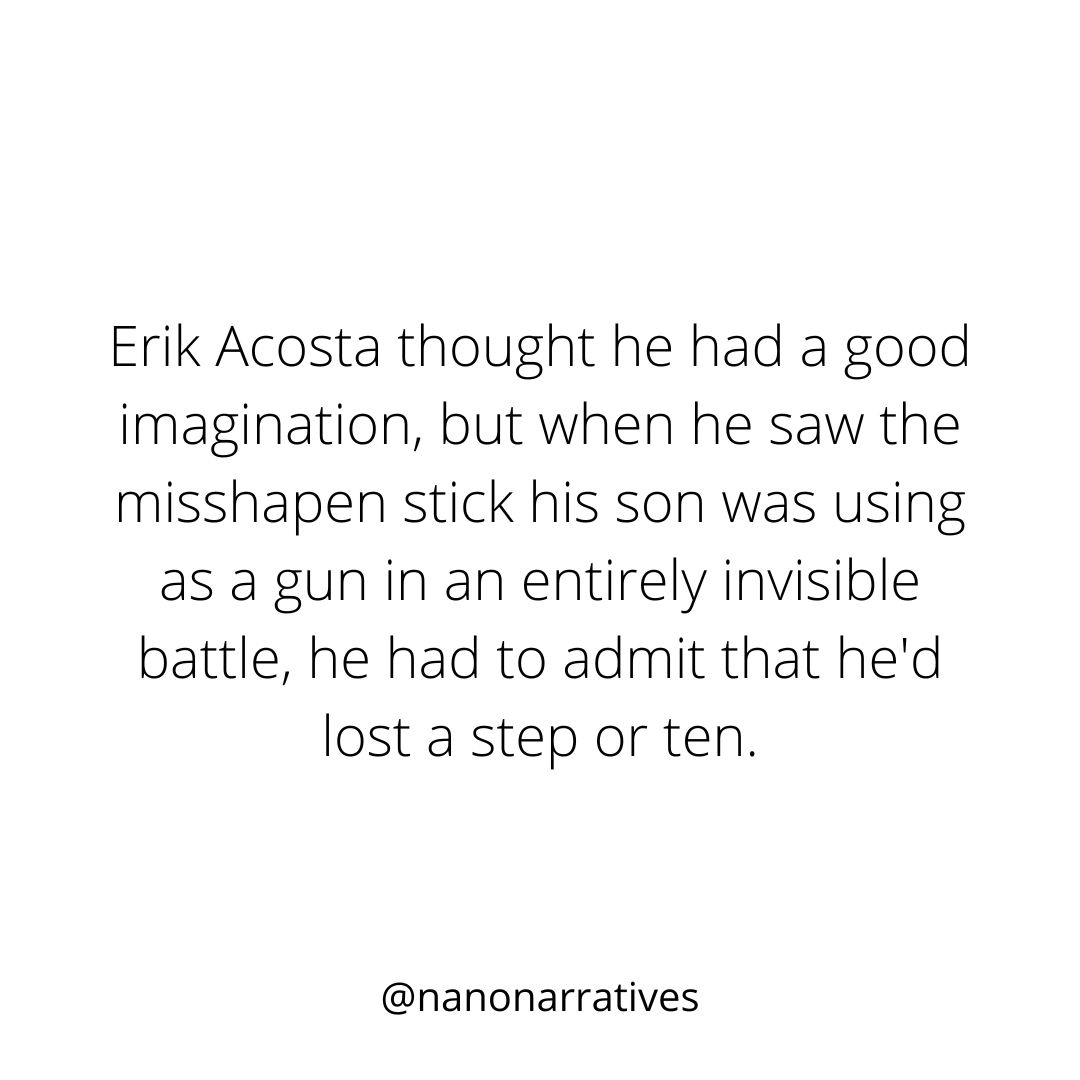 Erik Acosta thought he had a good
imagination, but when he saw the
misshapen stick his son was using
as a gun in an entirely invisible
battle, he had to admit that he'd
lost a step or ten.
@nanonarratives